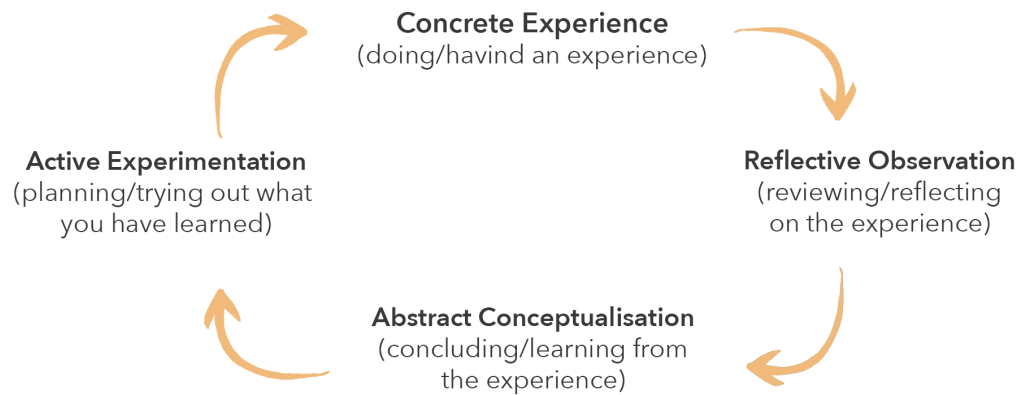 Concrete Experience
(doing/havind an experience)
Reflective Observation
(reviewing/reflecting
on the experience)
Abstract Conceptualisation
(concluding/learning from
the experience)
Active Experimentation
(planning/trying out what
you have learned)